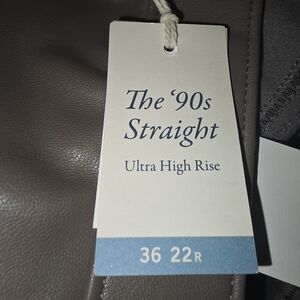 The ‘90s
Straight
Ultra High Rise
36 22R